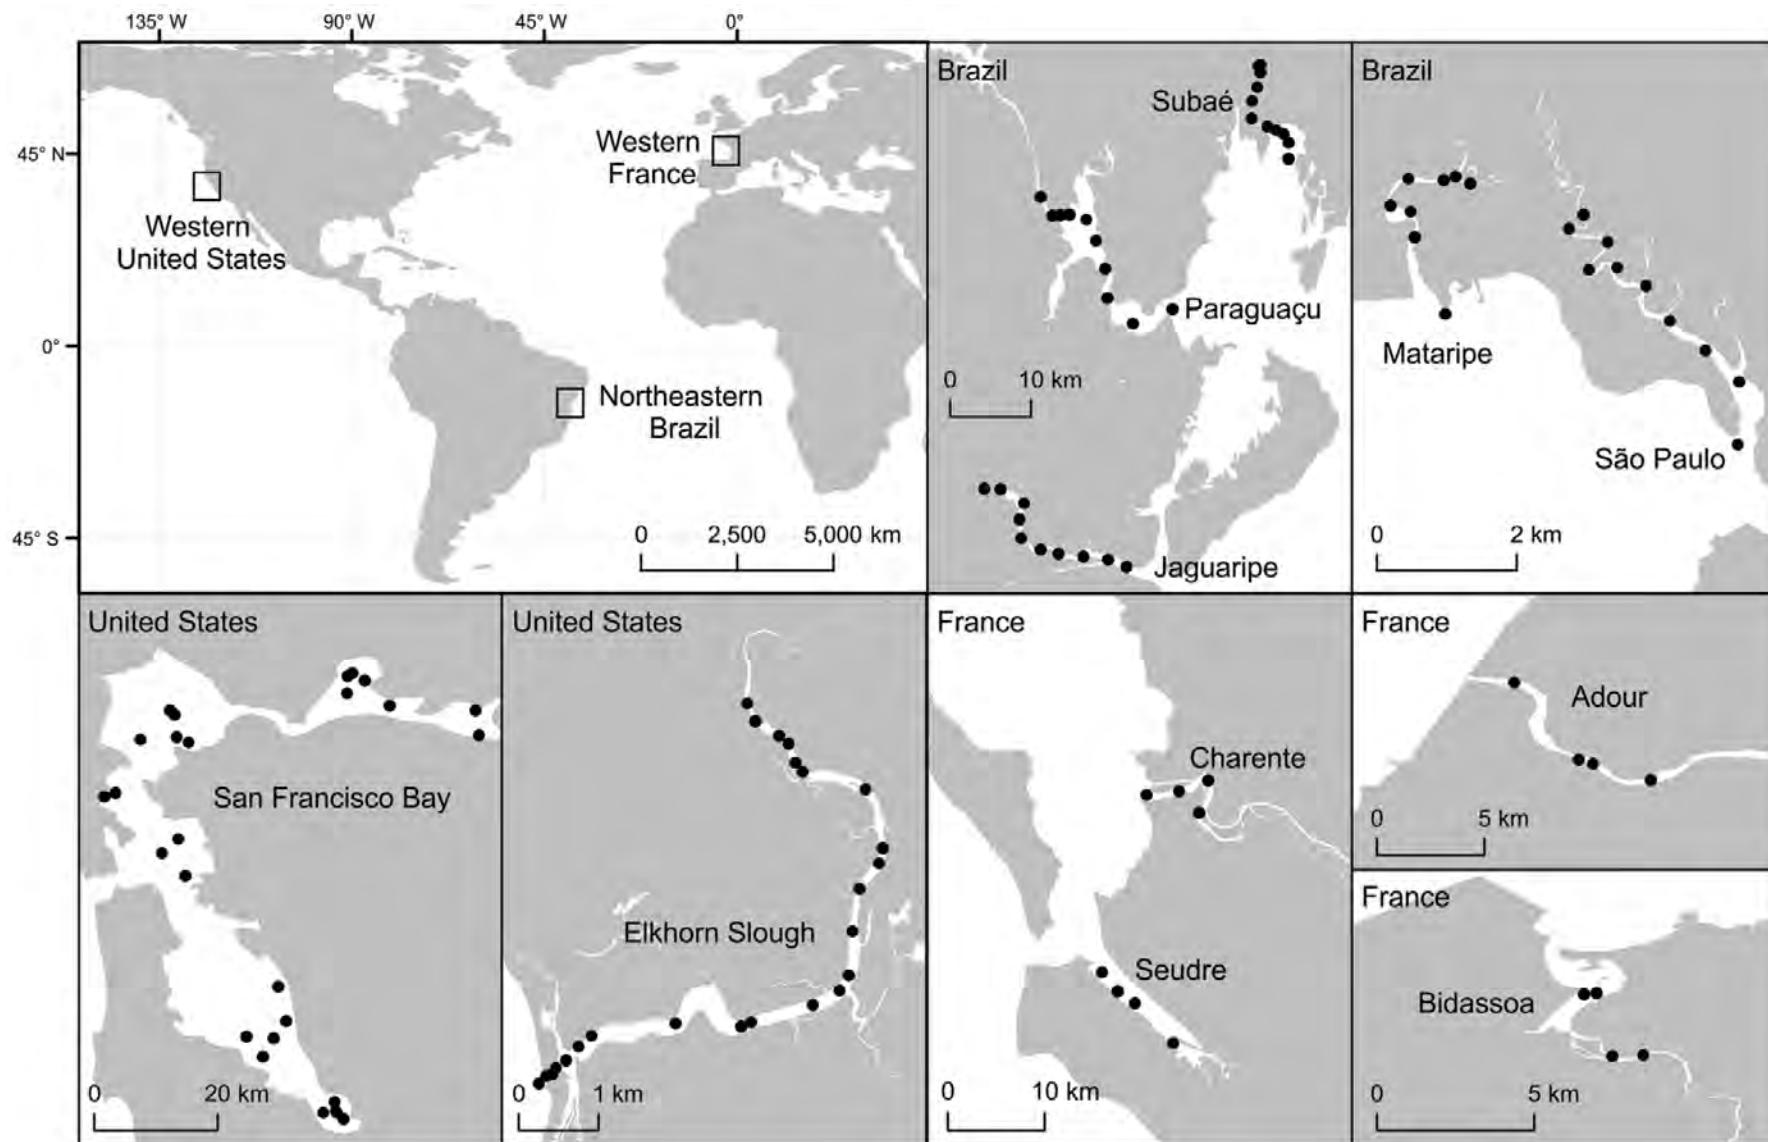 135° W
90° W
45° W
0°
45° N
0°
45° S
Western
United States
Western
France
Northeastern
Brazil
0
2,500
5,000 km
Brazil
Subaé
Paraguaçu
0
10 km
Jaguaripe
Brazil
Mataripe
São Paulo
0
2 km
United States
San Francisco Bay
0
20 km
United States
Elkhorn Slough
0
1 km
France
Charente
Seudre
0
10 km
France
Adour
0
5 km
France
Bidassoa
0
5 km